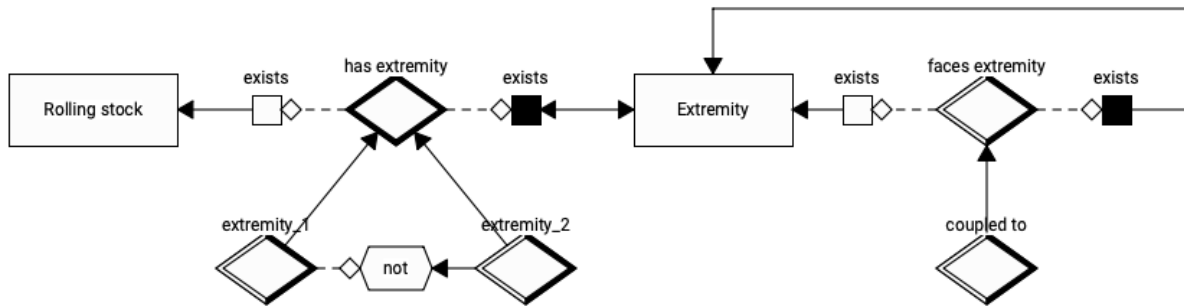 has extremity
faces extremity
exists
exists
exists
exists
Rolling stock
Extremity
extremity_1
extremity_2
coupled to
not